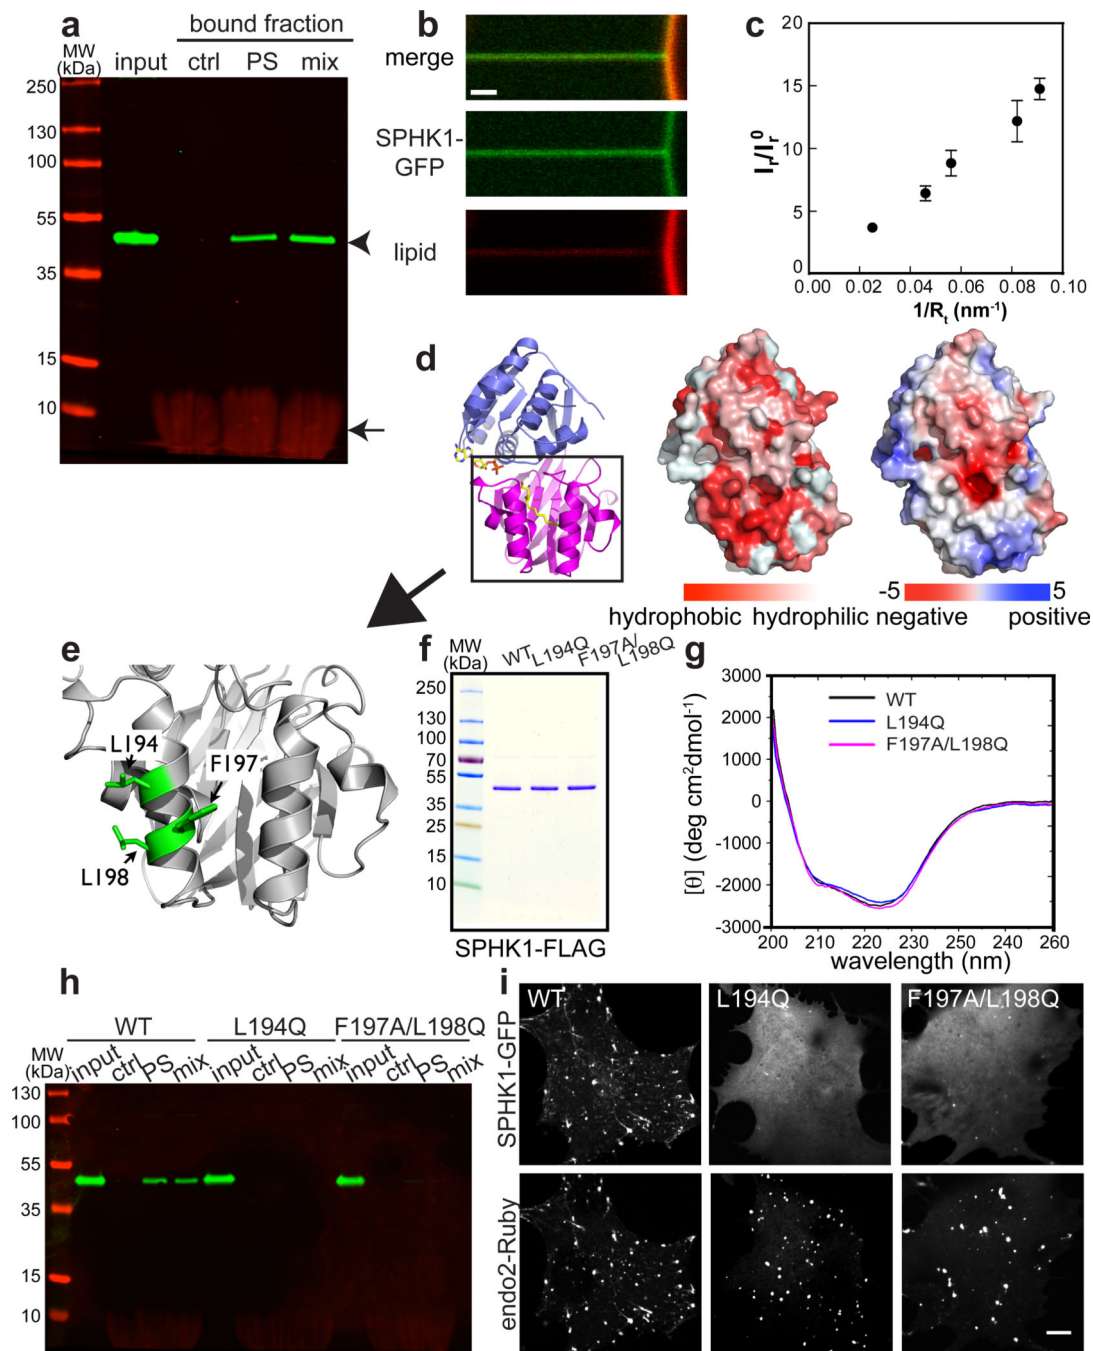 a
bound fraction
MW
(kDa)
input ctrl PS mix
250
130
100
55
35
15
10
b
merge
SPHK1-
GFP
lipid
c
Ir/Ir0
20
15
10
5
0
0.00 0.02 0.04 0.06 0.08 0.10
1/Rt (nm-1)
d
hydrophobic hydrophilic
-5 5
negative positive
e
L194
F197
L198
f
MW
(kDa)
WT L194Q F197A/
L198Q
250
130
100
70
55
35
25
15
10
SPHK1-FLAG
g
[θ] (deg cm2dmol-1)
3000
2000
1000
0
-1000
-2000
-3000
WT
L194Q
F197A/L198Q
200 210 220 230 240 250 260
wavelength (nm)
h
WT L194Q F197A/L198Q
MW
(kDa)
input ctrl PS mix input ctrl PS mix input ctrl PS mix
130
100
55
35
15
10
i
WT L194Q F197A/L198Q
SPHK1-GFP
endo2-Ruby